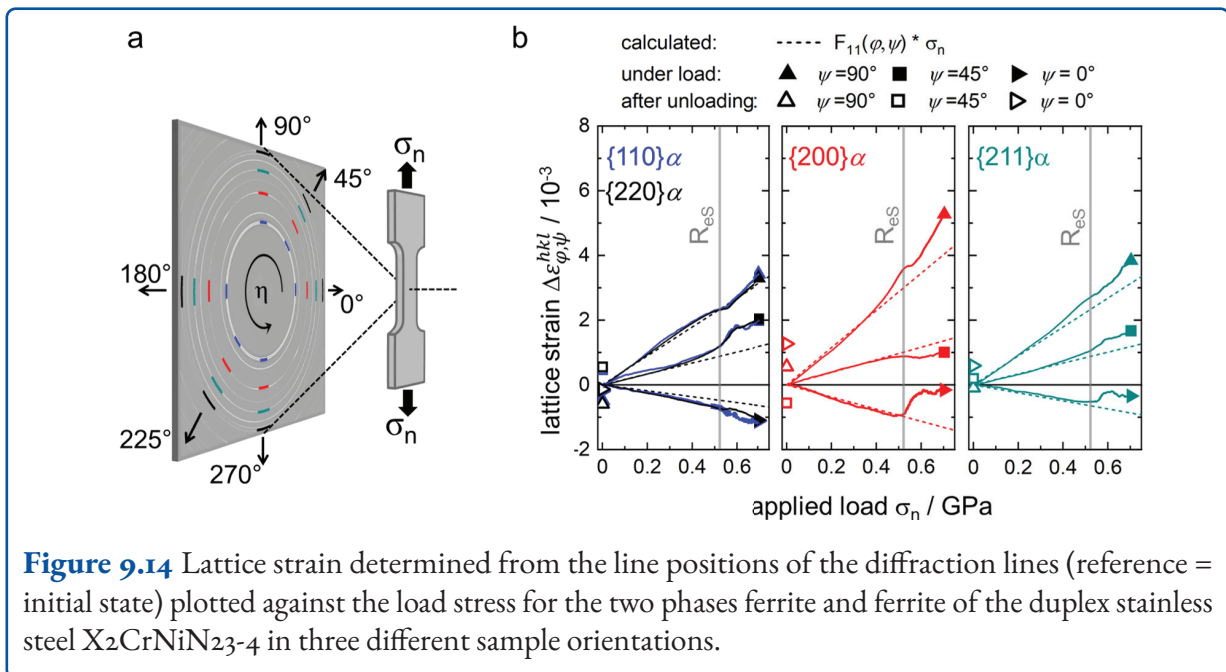 a
90°
45°
180°
η
0°
225°
270°
σn
σn
b
calculated: ----- F₁₁(φ,ψ) * σn
under load: ▲ ψ=90° ■ ψ=45° ▶ ψ= 0°
after unloading: △ ψ=90° □ ψ=45° ▷ ψ= 0°
lattice strain Δε^hkl_φ,ψ / 10⁻³
8
6
4
2
0
-2
{110}α
{220}α
ReS
0 0.2 0.4 0.6
{200}α
ReS
0 0.2 0.4 0.6
{211}α
ReS
0 0.2 0.4 0.6
applied load σn / GPa
Figure 9.14 Lattice strain determined from the line positions of the diffraction lines (reference =
initial state) plotted against the load stress for the two phases ferrite and ferrite of the duplex stainless
steel X2CrNiN23-4 in three different sample orientations.